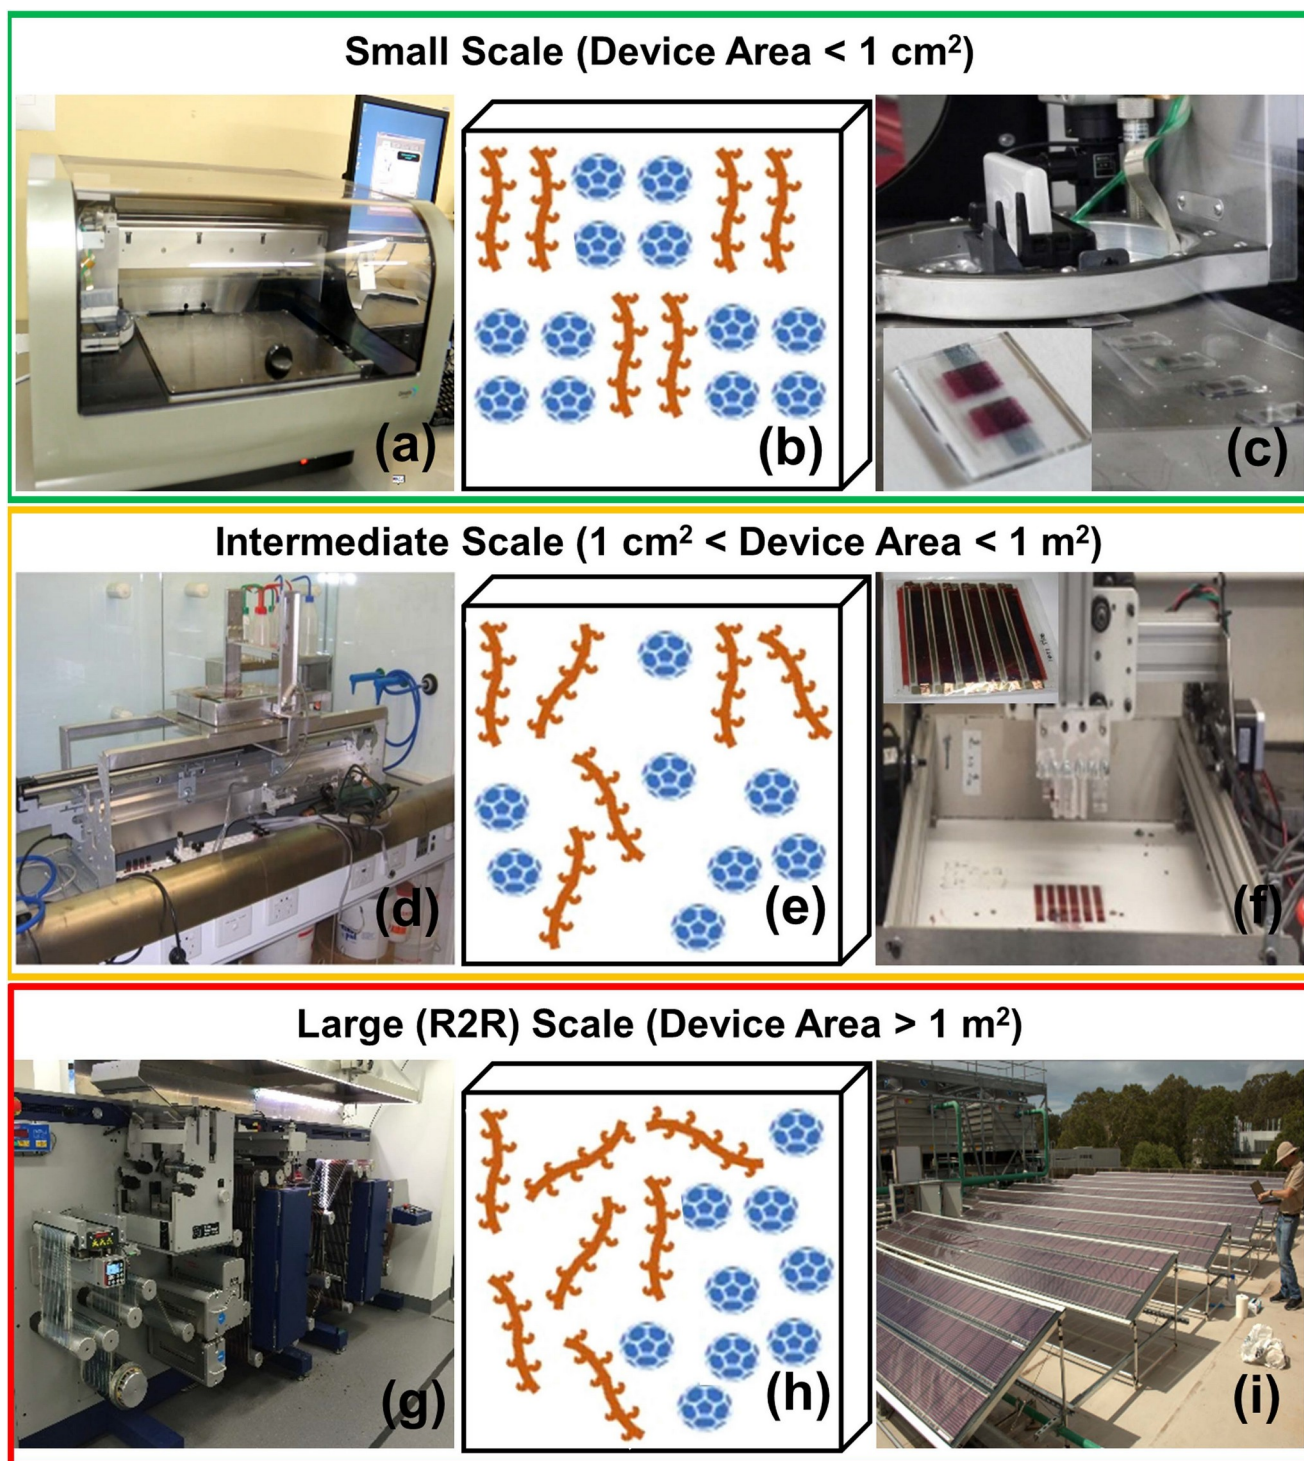 Small Scale (Device Area < 1 cm²)
(a)
(b)
(c)
Intermediate Scale (1 cm² < Device Area < 1 m²)
(d)
(e)
(f)
Large (R2R) Scale (Device Area > 1 m²)
(g)
(h)
(i)